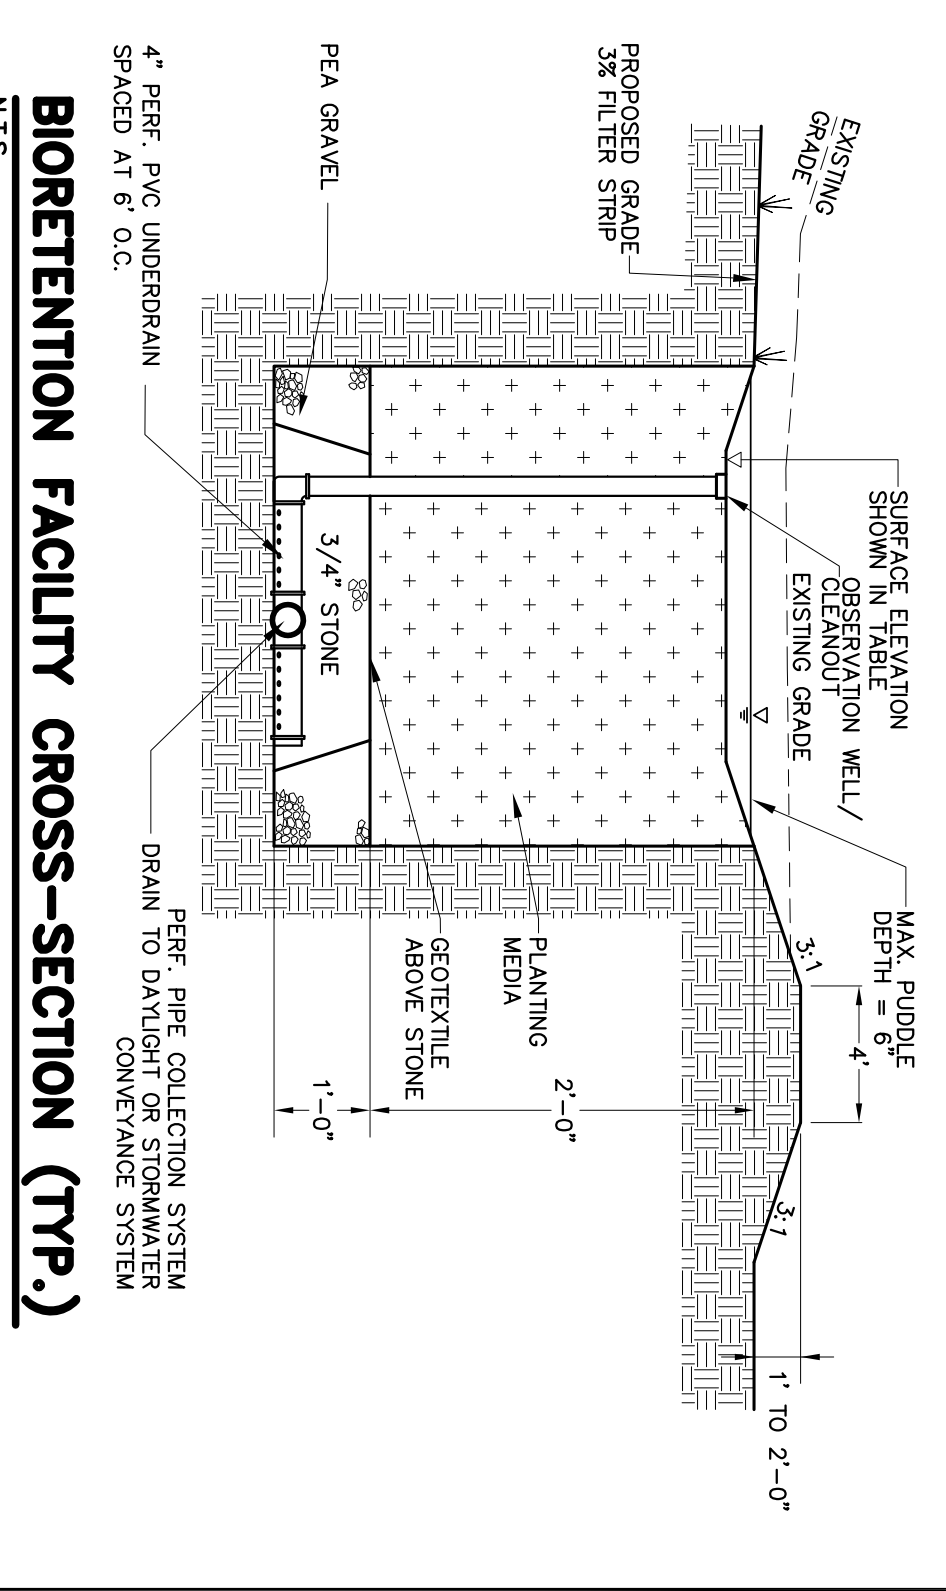 EXISTING
GRADE
PROPOSED GRADE
3% FILTER STRIP
PEA GRAVEL
4" PERF. PVC UNDERDRAIN
SPACED AT 6' O.C.
SURFACE ELEVATION
SHOWN IN TABLE
OBSERVATION WELL/
CLEANOUT
EXISTING GRADE
3/4" STONE
MAX. PUDDLE
DEPTH = 6"
3:1
4'
3:1
1' TO 2'-0"
2'-0"
1'-0"
PLANTING
MEDIA
GEOTEXTILE
ABOVE STONE
PERF. PIPE COLLECTION SYSTEM
DRAIN TO DAYLIGHT OR STORMWATER
CONVEYANCE SYSTEM
BIORETENTION FACILITY CROSS-SECTION (TYP.)